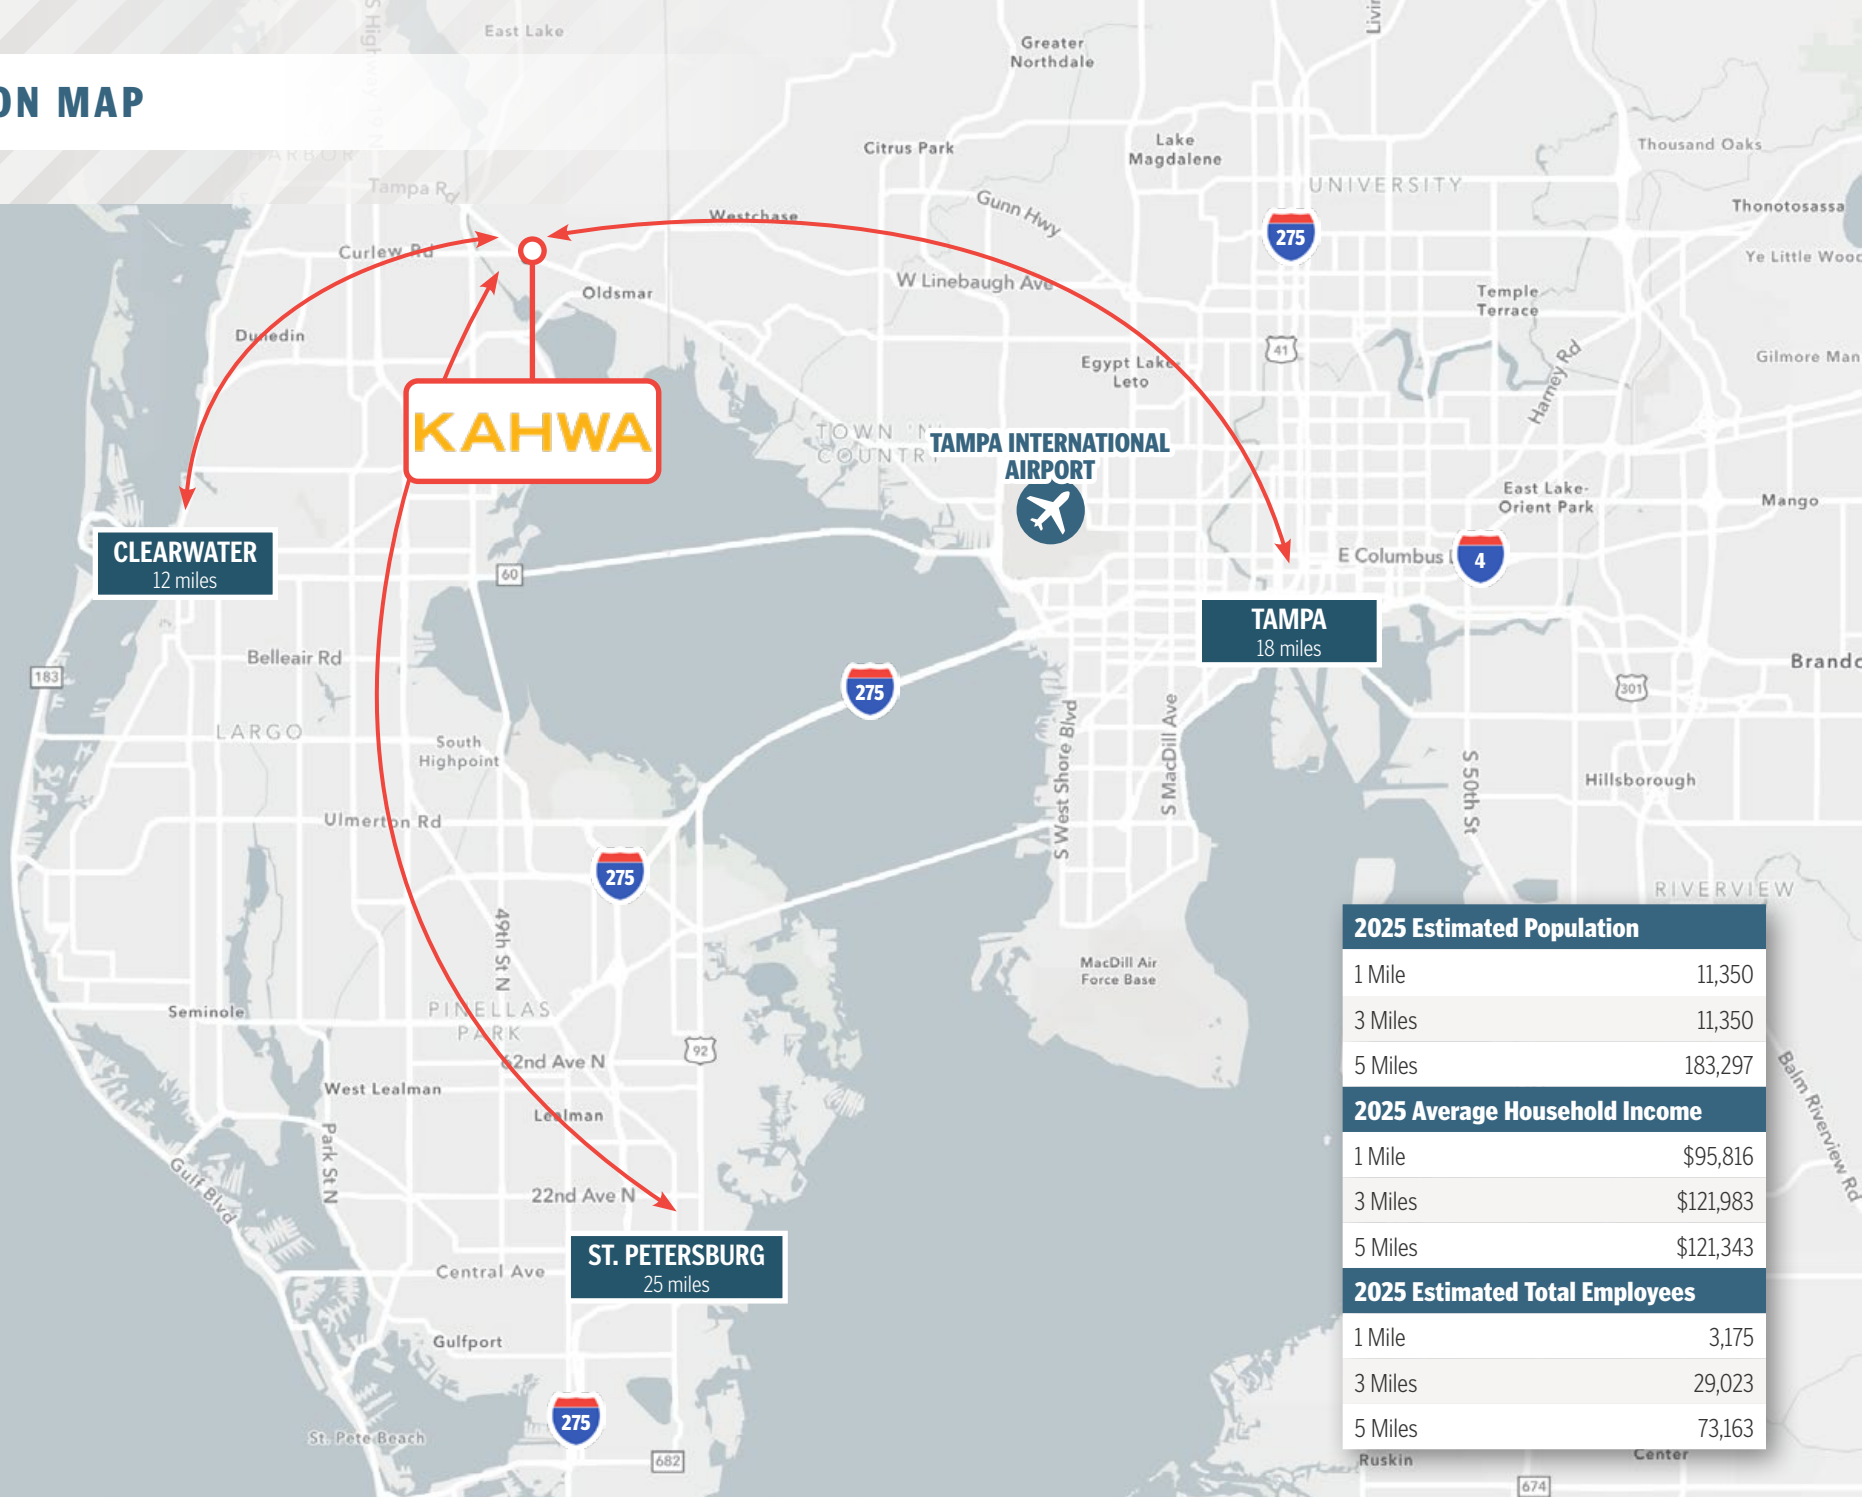 ON MAP
East Lake
Greater
Northdale
Citrus Park
Lake
Magdalene
Thousand Oaks
UNIVERSITY
Thonotosassa
HARBOR
Tampa Rd
Westchase
Gunn Hwy
275
Curlew Rd
Ye Little Wood
W Linebaugh Ave
Oldsmar
Temple
Terrace
Dunedin
41
Harney Rd
Gilmore Man
Egypt Lake-
Leto
KAHWA
TOWN 'N'
COUNTRY
TAMPA INTERNATIONAL
AIRPORT
East Lake-
Orient Park
Mango
CLEARWATER
12 miles
60
E Columbus
4
TAMPA
18 miles
Belleair Rd
183
275
301
Brando
LARGO
South
Highpoint
S West Shore Blvd
S MacDill Ave
S 50th St
Hillsborough
Ulmerton Rd
275
RIVERVIEW
49th St N
MacDill Air
Force Base
Seminole
PINELLAS
PARK
62nd Ave N
92
West Lealman
Lealman
Park St N
Gulf Blvd
22nd Ave N
Balm Riverview Rd
ST. PETERSBURG
25 miles
Central Ave
Gulfport
275
St. Pete Beach
682
2025 Estimated Population
1 Mile 11,350
3 Miles 11,350
5 Miles 183,297
2025 Average Household Income
1 Mile $95,816
3 Miles $121,983
5 Miles $121,343
2025 Estimated Total Employees
1 Mile 3,175
3 Miles 29,023
5 Miles 73,163
Ruskin
Center
674